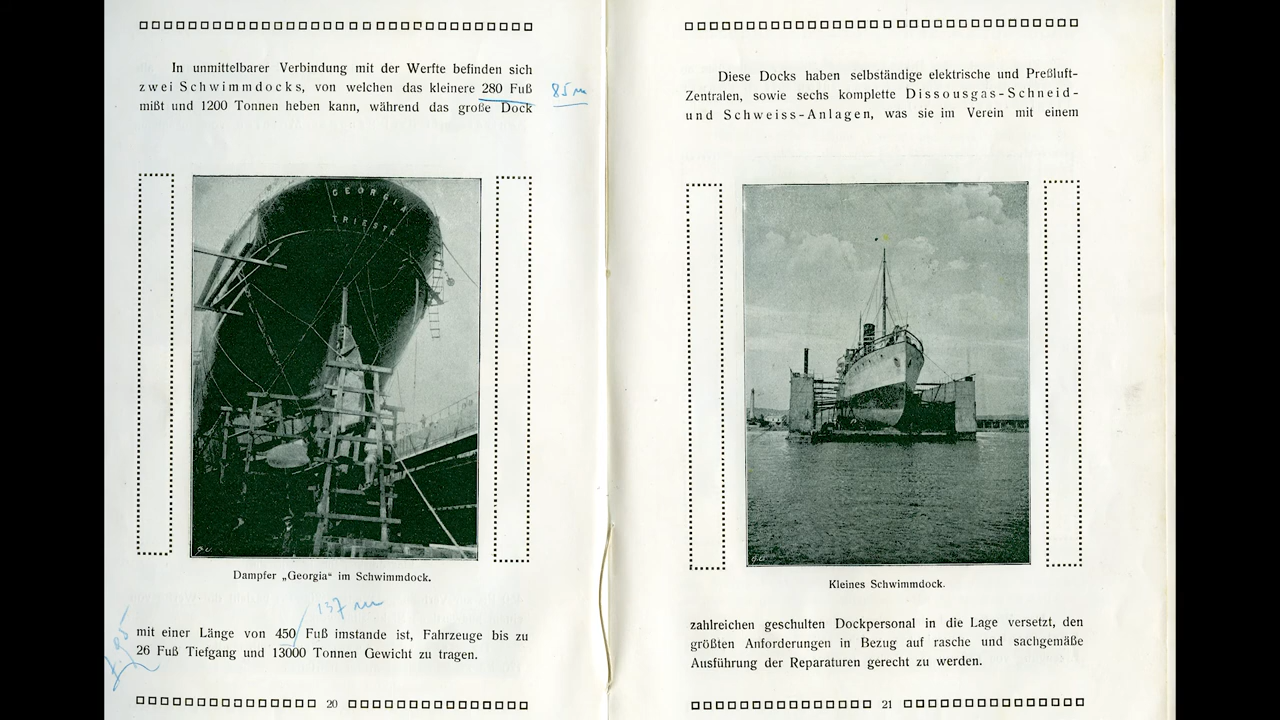 In unmittelbarer Verbindung mit der Werfte befinden sich
zwei Schwimmdocks, von welchen das kleinere 280 Fuß
85 m
mißt und 1200 Tonnen heben kann, während das große Dock
GEORGIA
TRIESTE
Dampfer „Georgia“ im Schwimmdock.
137 m
mit einer Länge von 450 Fuß imstande ist, Fahrzeuge bis zu
26 Fuß Tiefgang und 13000 Tonnen Gewicht zu tragen.
20
Diese Docks haben selbständige elektrische und Preßluft-
Zentralen, sowie sechs komplette Dissousgas-Schneid-
und Schweiss-Anlagen, was sie im Verein mit einem
Kleines Schwimmdock.
zahlreichen geschulten Dockpersonal in die Lage versetzt, den
größten Anforderungen in Bezug auf rasche und sachgemäße
Ausführung der Reparaturen gerecht zu werden.
21